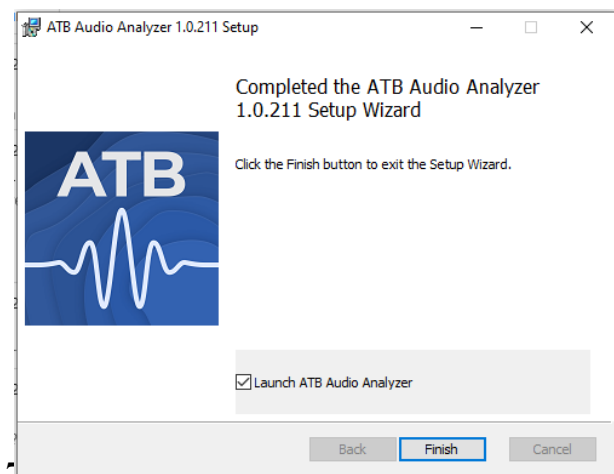 ATB Audio Analyzer 1.0.211 Setup
Completed the ATB Audio Analyzer
1.0.211 Setup Wizard
Click the Finish button to exit the Setup Wizard.
ATB
Launch ATB Audio Analyzer
Back
Finish
Cancel